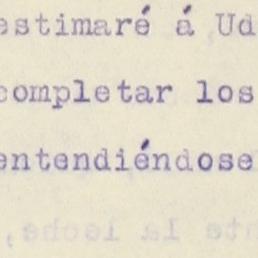 estimaré á Ud
completar los
entendiéndose